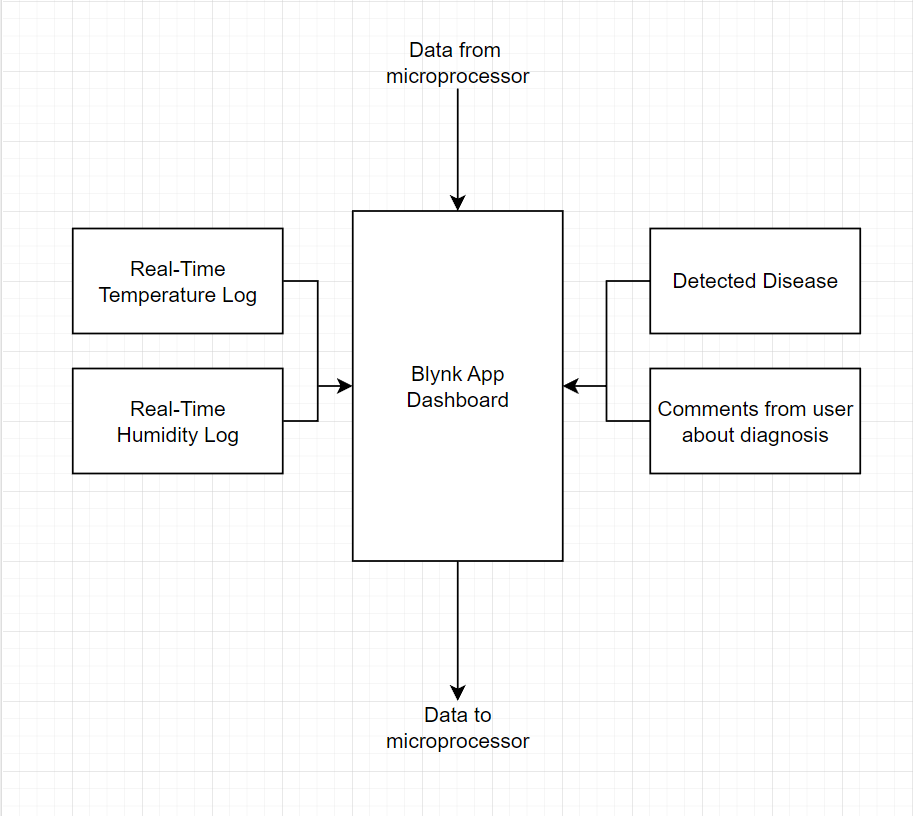 Data from
microprocessor
Real-Time
Temperature Log
Real-Time
Humidity Log
Blynk App
Dashboard
Detected Disease
Comments from user
about diagnosis
Data to
microprocessor